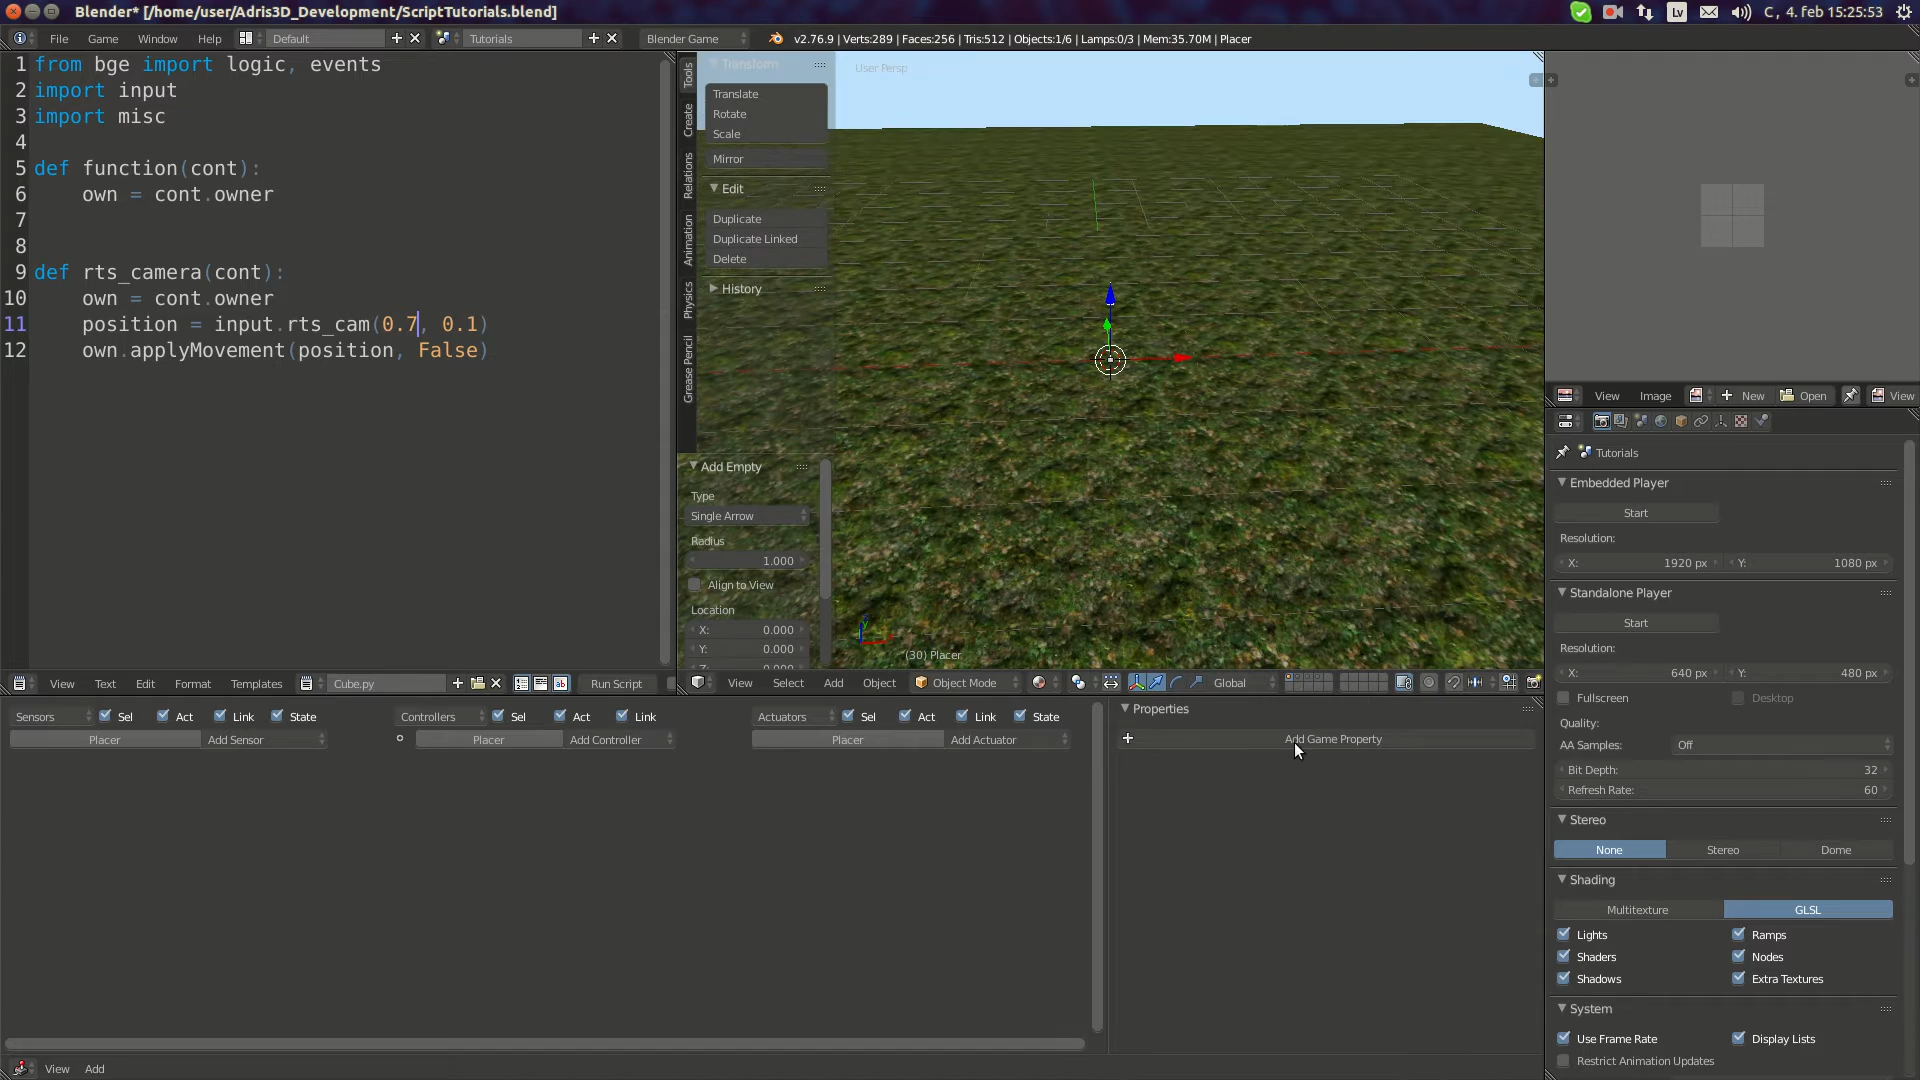 Blender* [/home/user/Adris3D_Development/ScriptTutorials.blend]
Lv
C , 4. feb 15:25:53
File Game Window Help Default Tutorials Blender Game v2.76.9 | Verts:289 | Faces:256 | Tris:512 | Objects:1/6 | Lamps:0/3 | Mem:35.70M | Placer
1 from bge import logic, events
2 import input
3 import misc
4
5 def function(cont):
6 own = cont.owner
7
8
9 def rts_camera(cont):
10 own = cont.owner
11 position = input.rts_cam(0.7, 0.1)
12 own.applyMovement(position, False)
View Text Edit Format Templates Cube.py Run Script
Tools
Create
Relations
Animation
Physics
Grease Pencil
Transform
Translate
Rotate
Scale
Mirror
Edit
Duplicate
Duplicate Linked
Delete
History
Add Empty
Type
Single Arrow
Radius
1.000
Align to View
Location
X: 0.000
Y: 0.000
Z: 0.000
User Persp
y
(30) Placer
View Select Add Object Object Mode Global
View Image New Open View
Tutorials
Embedded Player
Start
Resolution:
X: 1920 px Y: 1080 px
Standalone Player
Start
Resolution:
X: 640 px Y: 480 px
Fullscreen Desktop
Quality:
AA Samples: Off
Bit Depth: 32
Refresh Rate: 60
Stereo
None Stereo Dome
Shading
Multitexture GLSL
Lights Ramps
Shaders Nodes
Shadows Extra Textures
System
Use Frame Rate Display Lists
Restrict Animation Updates
Sensors Sel Act Link State Controllers Sel Act Link Actuators Sel Act Link State
Placer Add Sensor Placer Add Controller Placer Add Actuator
Properties
Add Game Property
View Add